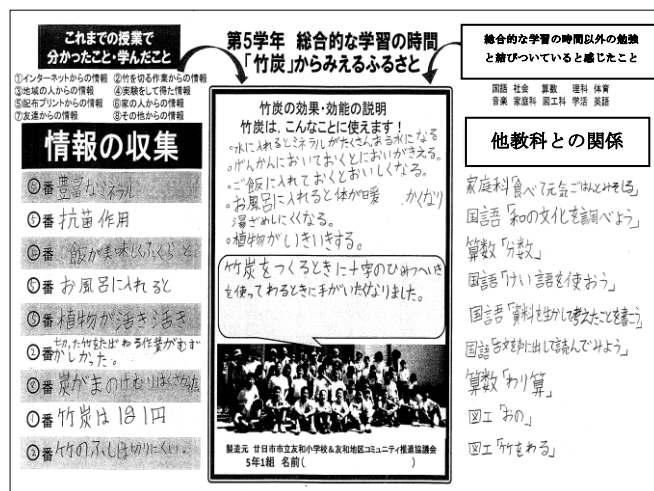 これまでの授業で
分かったこと・学んだこと
①インターネットからの情報 ②竹を切る作業からの情報
③地域の人からの情報 ④実験をして得た情報
⑤配布プリントからの情報 ⑥家の人からの情報
⑦友達からの情報 ⑧その他からの情報
情報の収集
番 豊富なミネラル
⑤番 抗菌作用
番 ご飯が美味しくふっくらと
⑤番 お風呂に入れると
⑤番 植物が活き活き
②番 切った竹をたばねる作業がむずかしかった。
番 炭がまのけむりはくさかった
①番 竹炭は181円
②番 竹のふしは切りにくい。
第5学年 総合的な学習の時間
「竹炭」からみえるふるさと
竹炭の効果・効能の説明
竹炭は、こんなことに使えます！
・水に入れるとミネラルがたくさんある水になる
・げんかんにおいておくとにおいがきえる。
・ご飯に入れておくとおいしくなる。
・お風呂に入れると体が暖かくなり
湯ざめしにくくなる。
・植物がいきいきする。
竹炭をつくるときに十字のひみつへいき
を使ってわるときに手がいたくなりました。
製造元 廿日市市立友和小学校＆友和地区コミュニティ推進協議会
5年1組 名前（ ）
総合的な学習の時間以外の勉強
と結びついていると感じたこと
国語 社会 算数 理科 体育
音楽 家庭科 図工科 学活 英語
他教科との関係
家庭科「食べて元気ごはんとみそしる」
国語「和の文化を調べよう」
算数「分数」
国語「けい語を使おう」
国語「資料を生かして考えたことを書こう」
国語「古文を声に出して読んでみよう」
算数「わり算」
図工「おの」
図工「竹をわる」